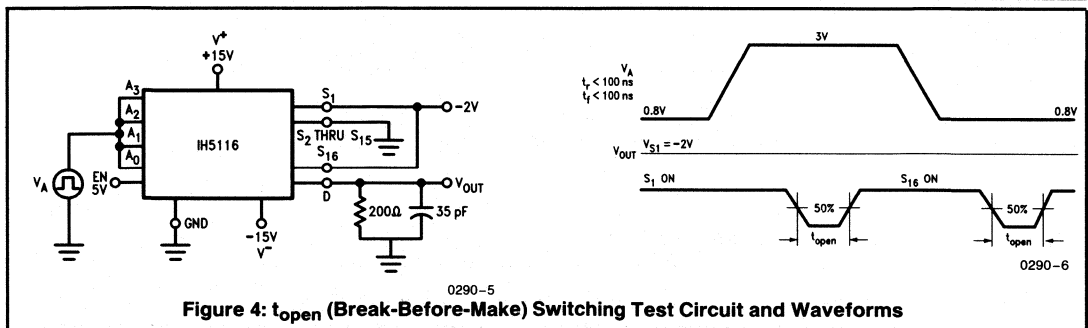 V+
+15V
A3
A2
A1
A0
EN
5V
VA
IH5116
S1
S2 THRU S15
S16
D
-2V
VOUT
200Ω
35 pF
GND
-15V
V-
0290-5
VA
tr < 100 ns
tf < 100 ns
3V
0.8V
0.8V
VOUT
VS1 = -2V
S1 ON
S16 ON
50%
50%
topen
topen
0290-6
Figure 4: topen (Break-Before-Make) Switching Test Circuit and Waveforms